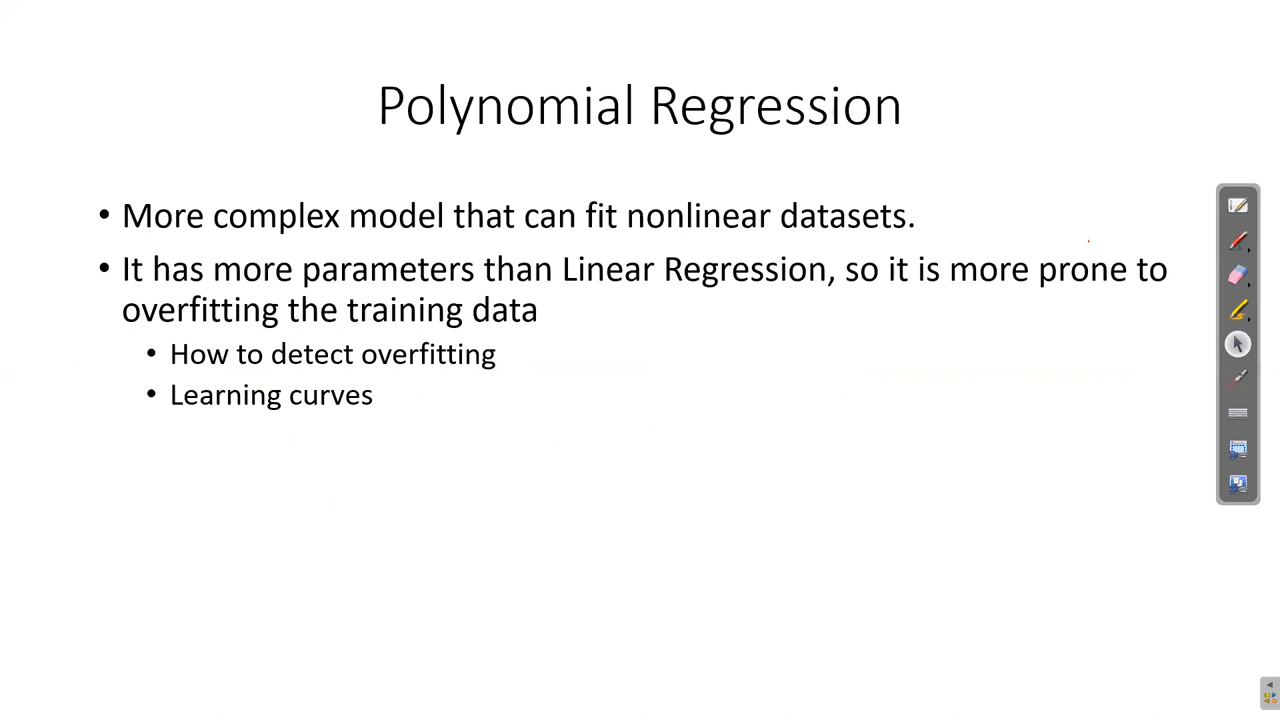 Polynomial Regression
• More complex model that can fit nonlinear datasets.
• It has more parameters than Linear Regression, so it is more prone to
overfitting the training data
• How to detect overfitting
• Learning curves